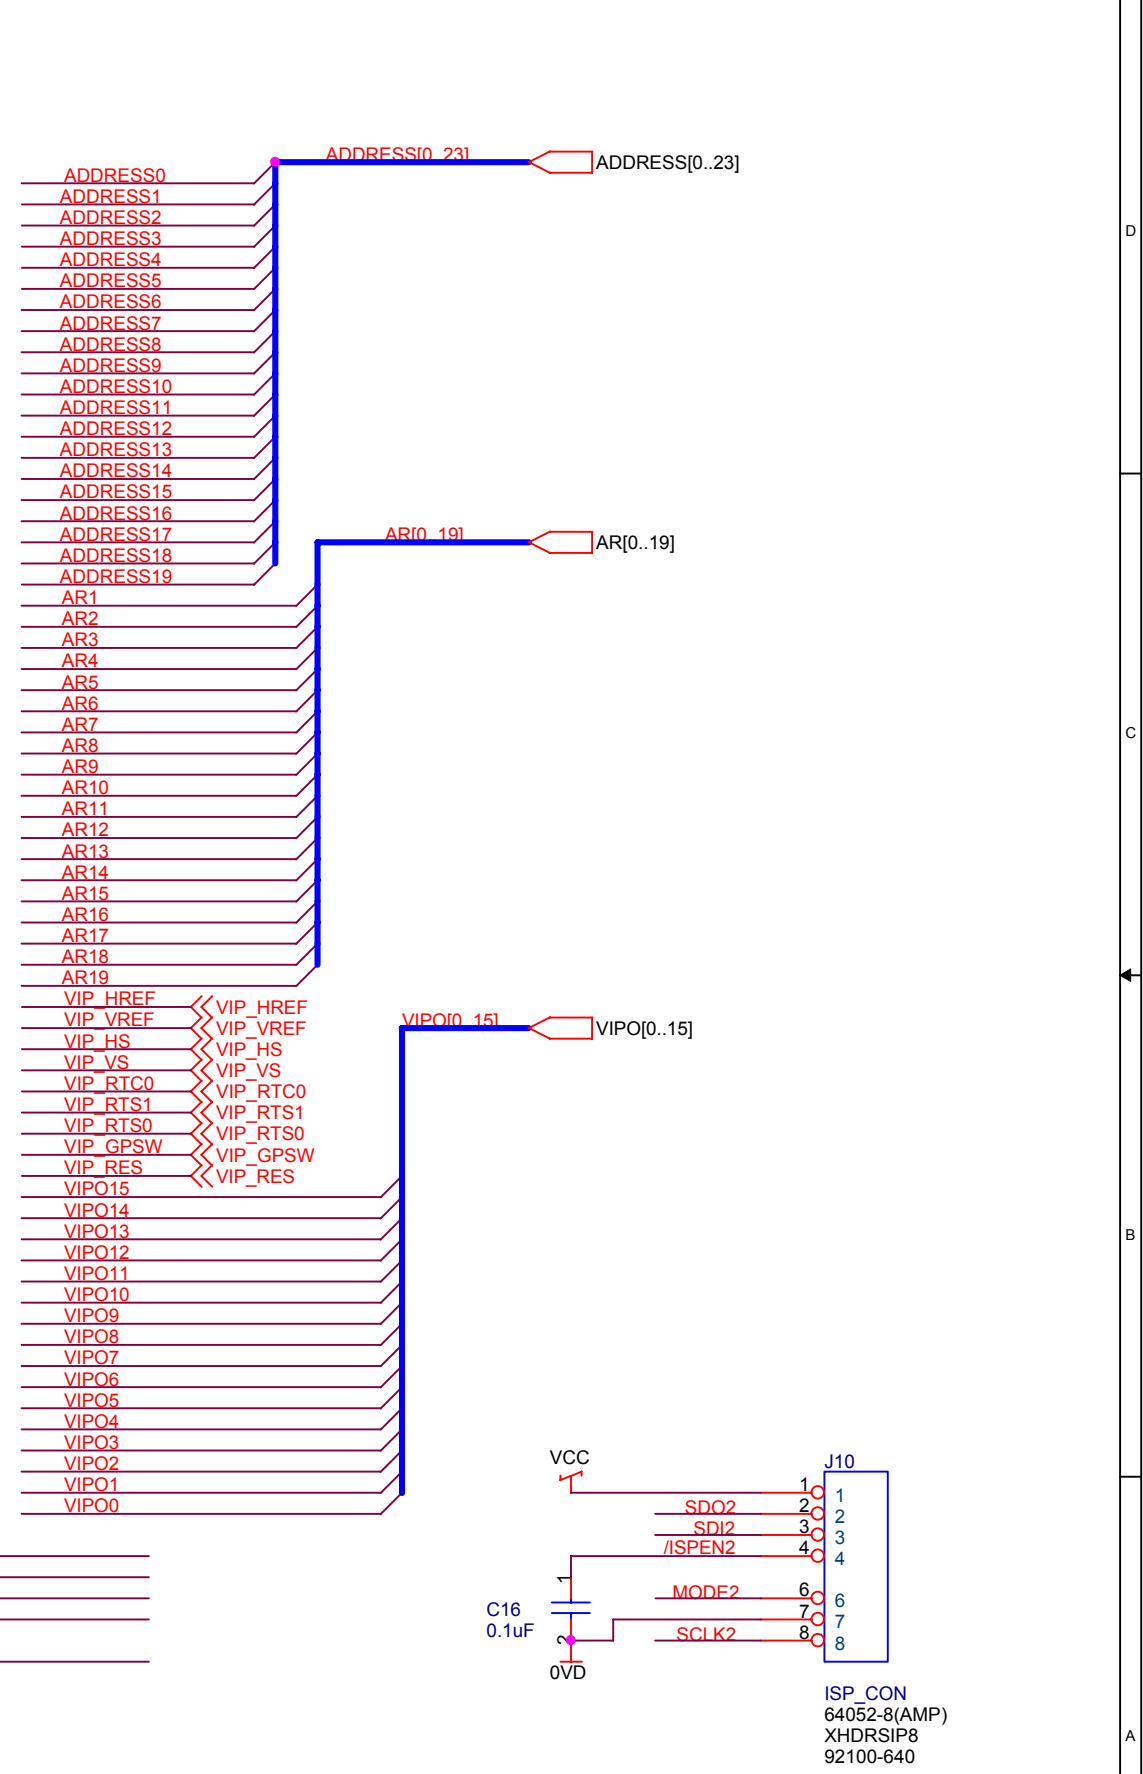 ADDRESS[0..23]
ADDRESS[0..23]
ADDRESS0
ADDRESS1
ADDRESS2
ADDRESS3
ADDRESS4
ADDRESS5
ADDRESS6
ADDRESS7
ADDRESS8
ADDRESS9
ADDRESS10
ADDRESS11
ADDRESS12
ADDRESS13
ADDRESS14
ADDRESS15
ADDRESS16
ADDRESS17
ADDRESS18
ADDRESS19
D
AR[0..19]
AR[0..19]
AR1
AR2
AR3
AR4
AR5
AR6
AR7
AR8
AR9
AR10
AR11
AR12
AR13
AR14
AR15
AR16
AR17
AR18
AR19
C
VIP_HREF VIP_HREF
VIP_VREF VIP_VREF
VIP_HS VIP_HS
VIP_VS VIP_VS
VIP_RTC0 VIP_RTC0
VIP_RTS1 VIP_RTS1
VIP_RTS0 VIP_RTS0
VIP_GPSW VIP_GPSW
VIP_RES VIP_RES
VIPO[0..15]
VIPO[0..15]
VIPO15
VIPO14
VIPO13
VIPO12
VIPO11
VIPO10
VIPO9
VIPO8
VIPO7
VIPO6
VIPO5
VIPO4
VIPO3
VIPO2
VIPO1
VIPO0
B
VCC
J10
1 1
SDO2 2 2
SDI2 3 3
/ISPEN2 4 4
MODE2 6 6
7 7
SCLK2 8 8
1
C16
0.1uF
2
0VD
ISP_CON
64052-8(AMP)
XHDRSIP8
92100-640
A